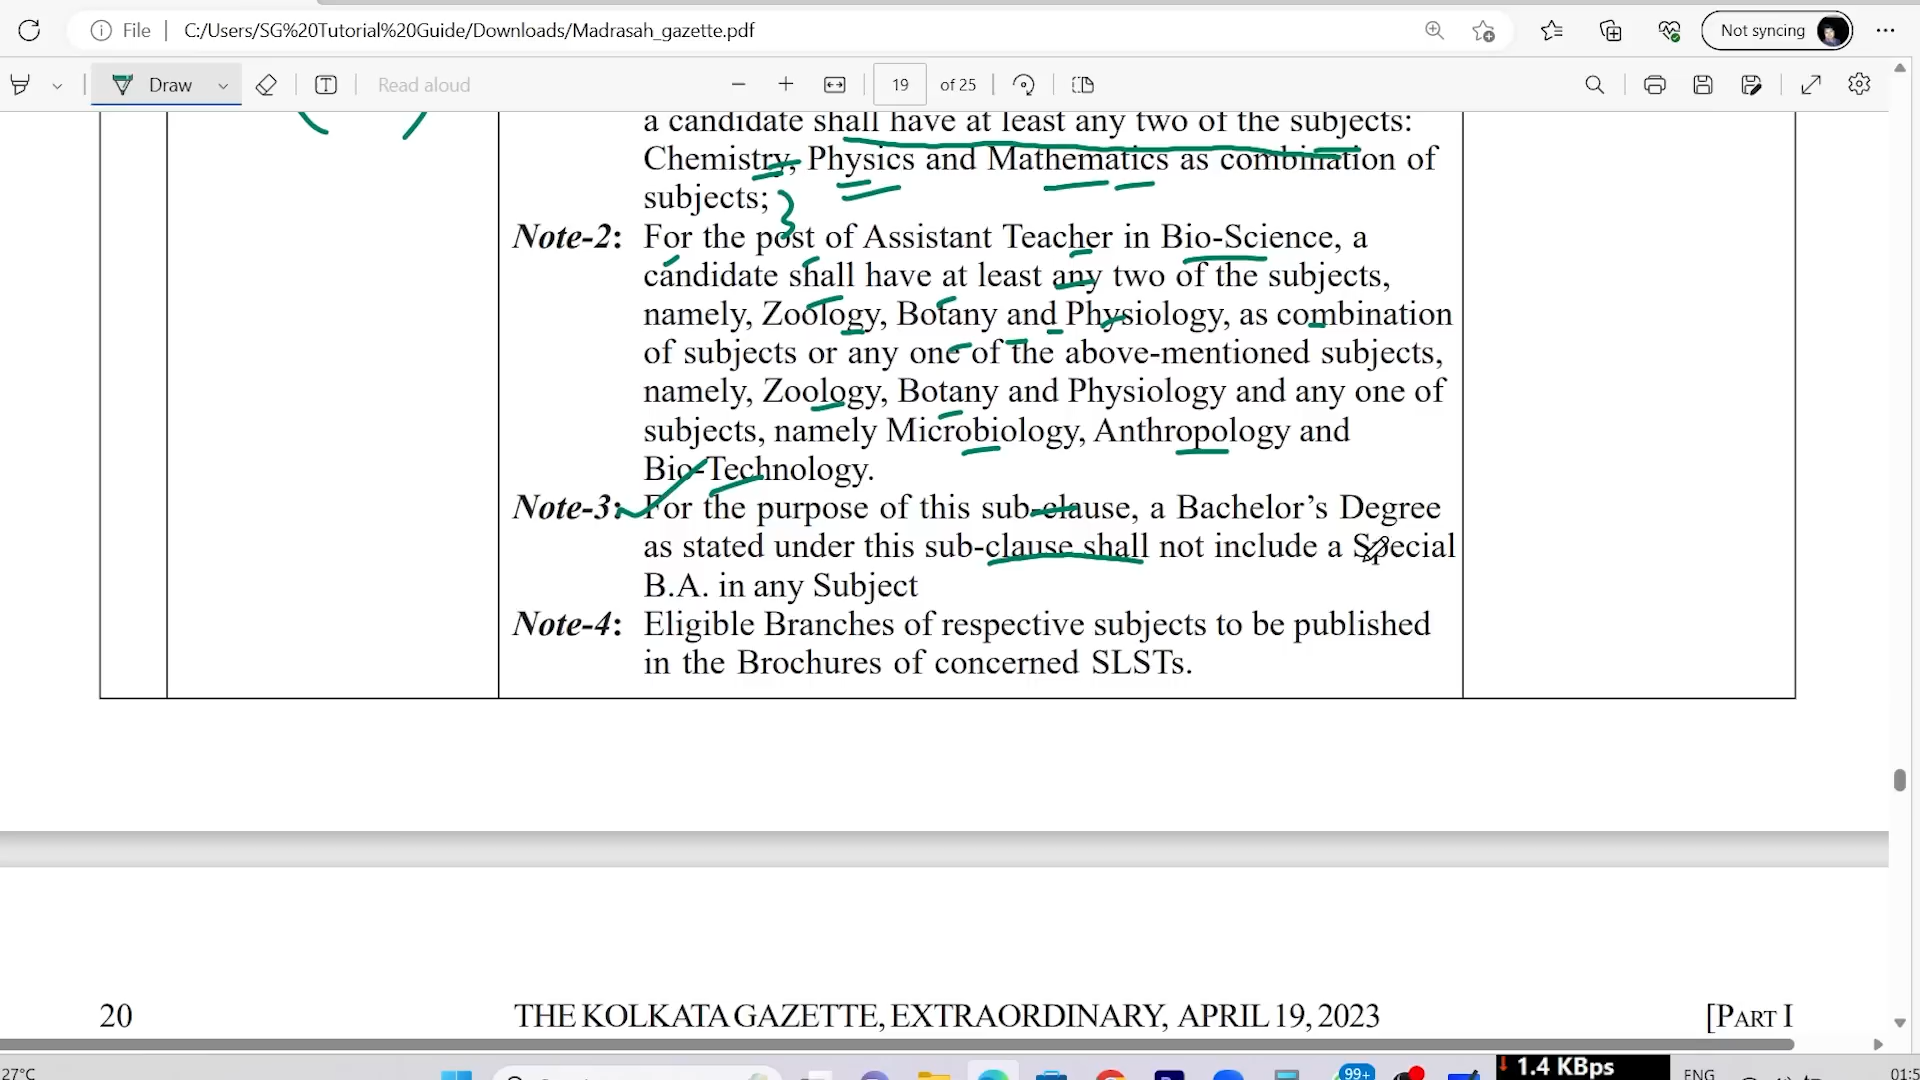 File
C:/Users/SG%20Tutorial%20Guide/Downloads/Madrasah_gazette.pdf
Not syncing
Draw
Read aloud
19
of 25
a candidate shall have at least any two of the subjects:
Chemistry, Physics and Mathematics as combination of
subjects;
Note-2: For the post of Assistant Teacher in Bio-Science, a
candidate shall have at least any two of the subjects,
namely, Zoology, Botany and Physiology, as combination
of subjects or any one of the above-mentioned subjects,
namely, Zoology, Botany and Physiology and any one of
subjects, namely Microbiology, Anthropology and
Bio-Technology.
Note-3: For the purpose of this sub-clause, a Bachelor’s Degree
as stated under this sub-clause shall not include a Special
B.A. in any Subject
Note-4: Eligible Branches of respective subjects to be published
in the Brochures of concerned SLSTs.
20
THE KOLKATA GAZETTE, EXTRAORDINARY, APRIL 19, 2023
[PART I
27°C
99+
1.4 KBps
ENG